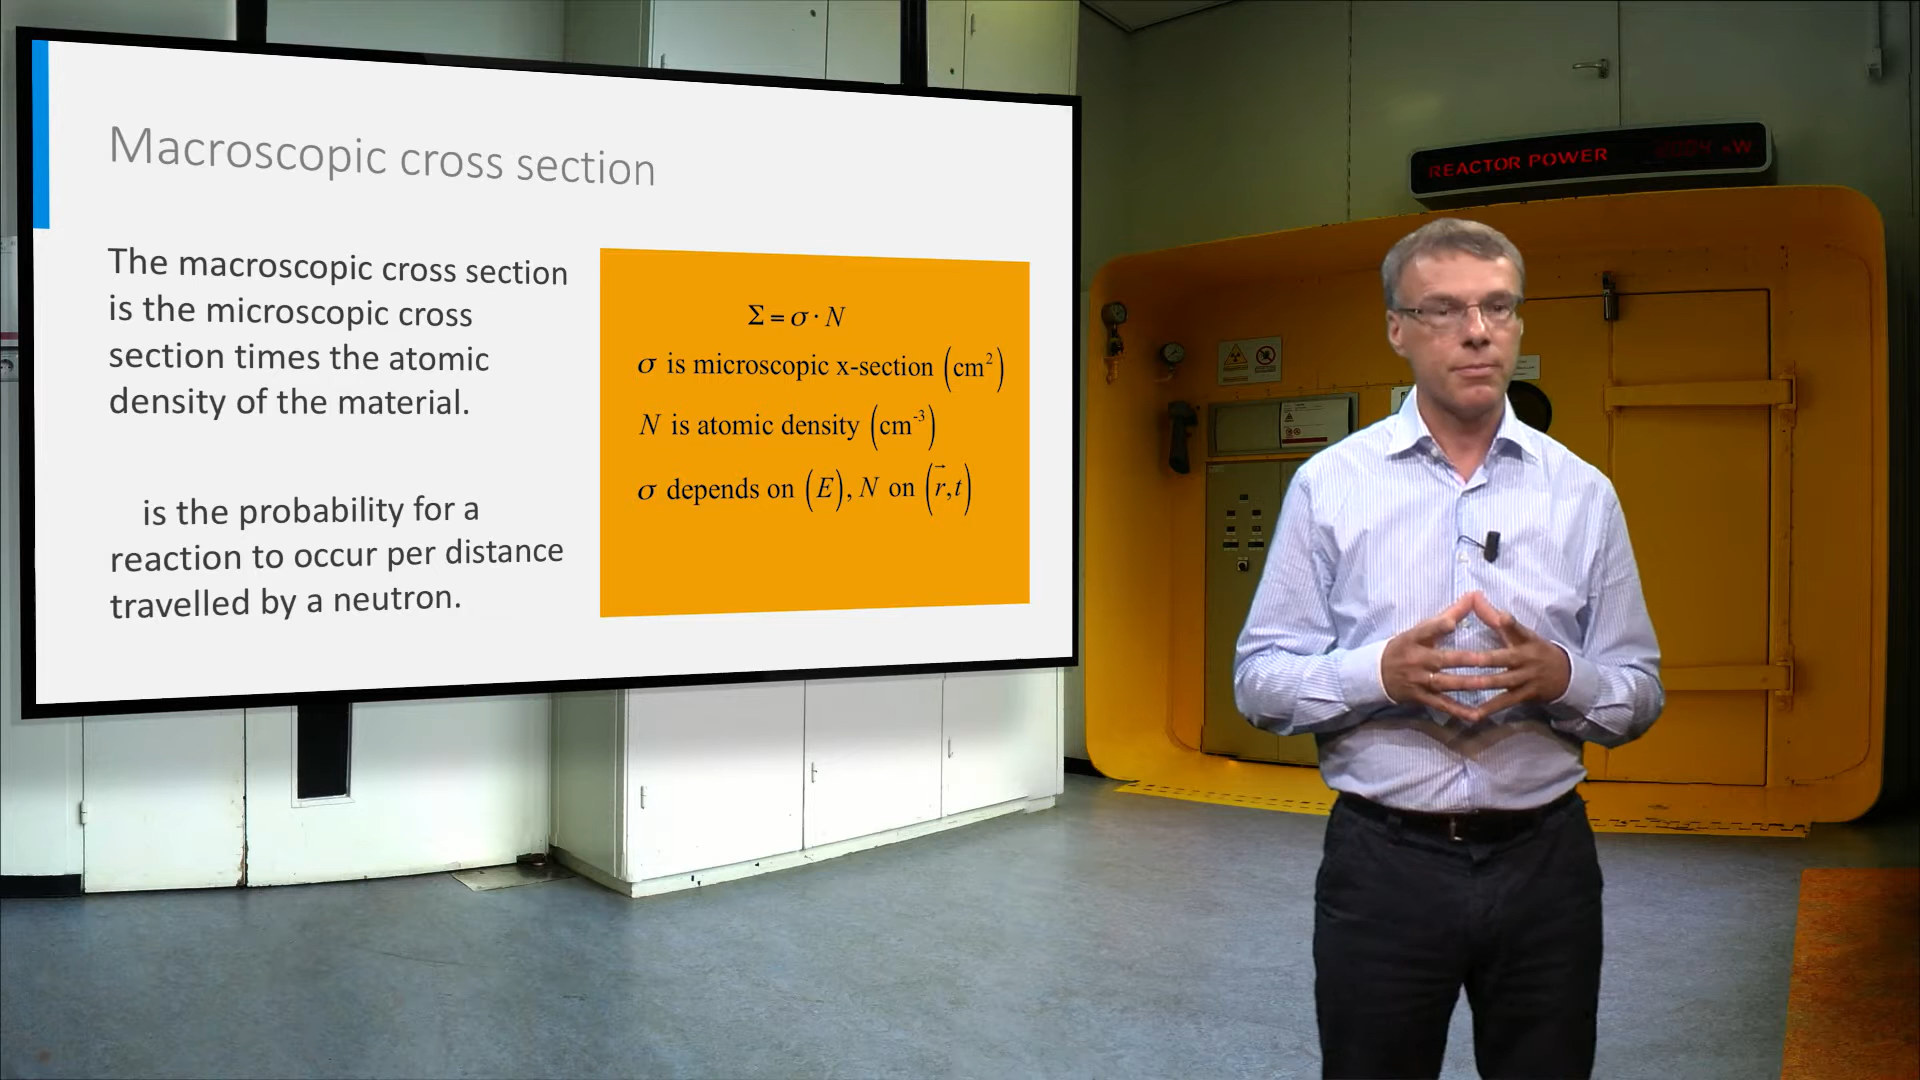 Macroscopic cross section
The macroscopic cross section
is the microscopic cross
section times the atomic
density of the material.
is the probability for a
reaction to occur per distance
travelled by a neutron.
Σ = σ · N
σ is microscopic x-section (cm²)
N is atomic density (cm⁻³)
σ depends on (E), N on (r⃗,t)
REACTOR POWER
kW